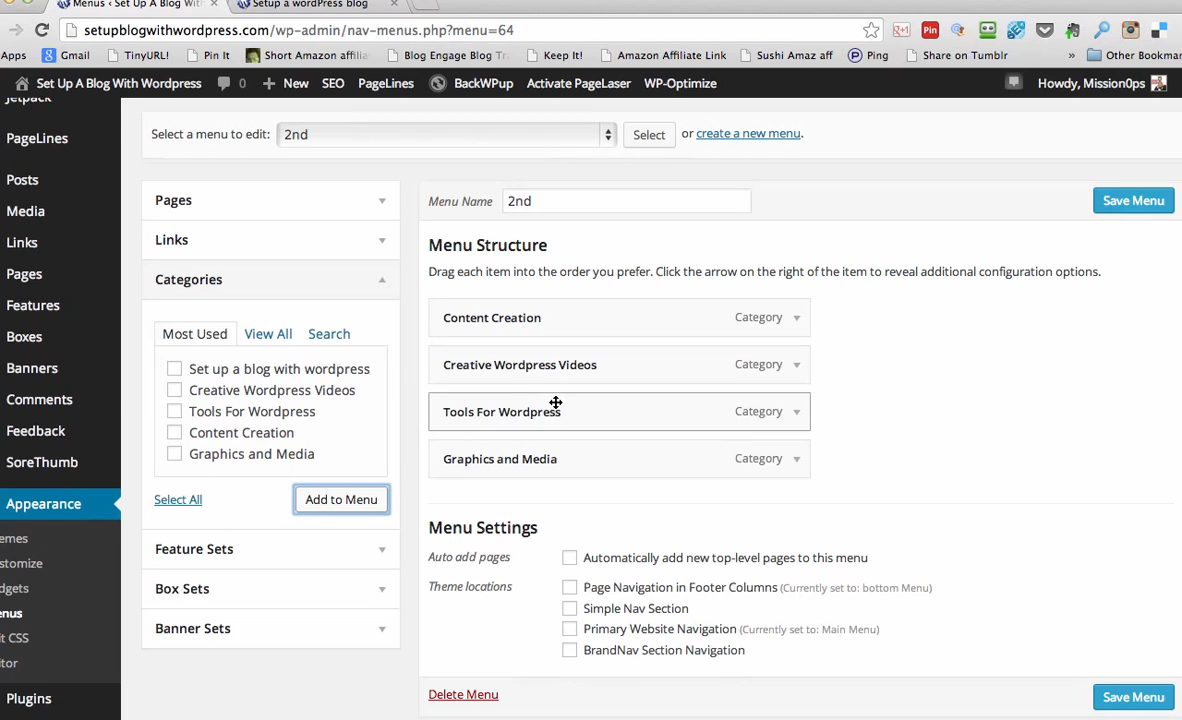 Menus ‹ Set Up A Blog With W
Setup a wordPress blog
setupblogwithwordpress.com/wp-admin/nav-menus.php?menu=64
Apps Gmail TinyURL! Pin It Short Amazon affilia Blog Engage Blog Tr Keep It! Amazon Affiliate Link Sushi Amaz aff Ping Share on Tumblr » Other Bookmar
Set Up A Blog With Wordpress 0 New SEO PageLines BackWPup Activate PageLaser WP-Optimize Howdy, MissionOps
Jetpack
PageLines
Posts
Media
Links
Pages
Features
Boxes
Banners
Comments
Feedback
SoreThumb
Appearance
emes
stomize
dgets
enus
it CSS
itor
Plugins
Select a menu to edit: 2nd Select or create a new menu.
Pages
Links
Categories
Most Used View All Search
Set up a blog with wordpress
Creative Wordpress Videos
Tools For Wordpress
Content Creation
Graphics and Media
Select All Add to Menu
Feature Sets
Box Sets
Banner Sets
Menu Name 2nd Save Menu
Menu Structure
Drag each item into the order you prefer. Click the arrow on the right of the item to reveal additional configuration options.
Content Creation Category
Creative Wordpress Videos Category
Tools For Wordpress Category
Graphics and Media Category
Menu Settings
Auto add pages Automatically add new top-level pages to this menu
Theme locations Page Navigation in Footer Columns (Currently set to: bottom Menu)
Simple Nav Section
Primary Website Navigation (Currently set to: Main Menu)
BrandNav Section Navigation
Delete Menu Save Menu